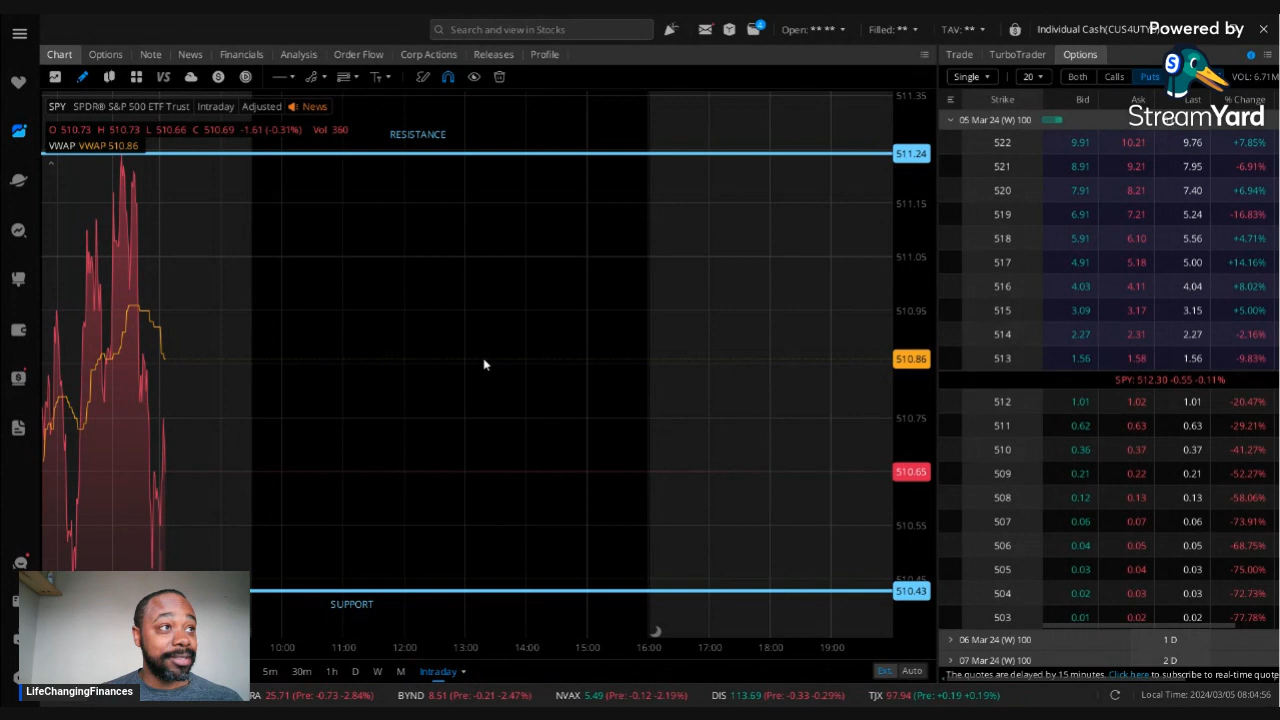 Search and view in Stocks
4
Open: ** **
Filled: **
TAV: **
Individual Cash(CUS4UTY
Powered by
StreamYard
Chart Options Note News Financials Analysis Order Flow Corp Actions Releases Profile
Trade TurboTrader Options
VS
Single 20 Both Calls Puts VOL: 6.71M
SPY SPDR® S&P 500 ETF Trust Intraday Adjusted News
O 510.73 H 510.73 L 510.66 C 510.69 -1.61 (-0.31%) Vol 360
VWAP VWAP 510.86
RESISTANCE
SUPPORT
511.35
511.24
511.15
511.05
510.95
510.86
510.75
510.65
510.55
510.45
510.43
Strike Bid Ask Last % Change
05 Mar 24 (W) 100
522 9.91 10.21 9.76 +7.85%
521 8.91 9.21 7.95 -6.91%
520 7.91 8.21 7.40 +6.94%
519 6.91 7.21 5.24 -16.83%
518 5.91 6.10 5.56 +4.71%
517 4.91 5.18 5.00 +14.16%
516 4.03 4.11 4.04 +8.02%
515 3.09 3.17 3.15 +5.00%
514 2.27 2.31 2.27 -2.16%
513 1.56 1.58 1.56 -9.83%
SPY: 512.30 -0.55 -0.11%
512 1.01 1.02 1.01 -20.47%
511 0.62 0.63 0.63 -29.21%
510 0.36 0.37 0.37 -41.27%
509 0.21 0.22 0.21 -52.27%
508 0.12 0.13 0.13 -58.06%
507 0.06 0.07 0.06 -73.91%
506 0.04 0.05 0.05 -68.75%
505 0.03 0.04 0.03 -75.00%
504 0.02 0.03 0.03 -72.73%
503 0.01 0.02 0.02 -77.78%
06 Mar 24 (W) 100 1 D
07 Mar 24 (W) 100 2 D
The quotes are delayed by 15 minutes. Click here to subscribe to real-time quote
10:00 11:00 12:00 13:00 14:00 15:00 16:00 17:00 18:00 19:00
5m 30m 1h D W M Intraday Ext. Auto
LifeChangingFinances
RA 25.71 (Pre: -0.73 -2.84%) BYND 8.51 (Pre: -0.21 -2.47%) NVAX 5.49 (Pre: -0.12 -2.19%) DIS 113.69 (Pre: -0.33 -0.29%) TJX 97.94 (Pre: +0.19 +0.19%)
Local Time: 2024/03/05 08:04:56